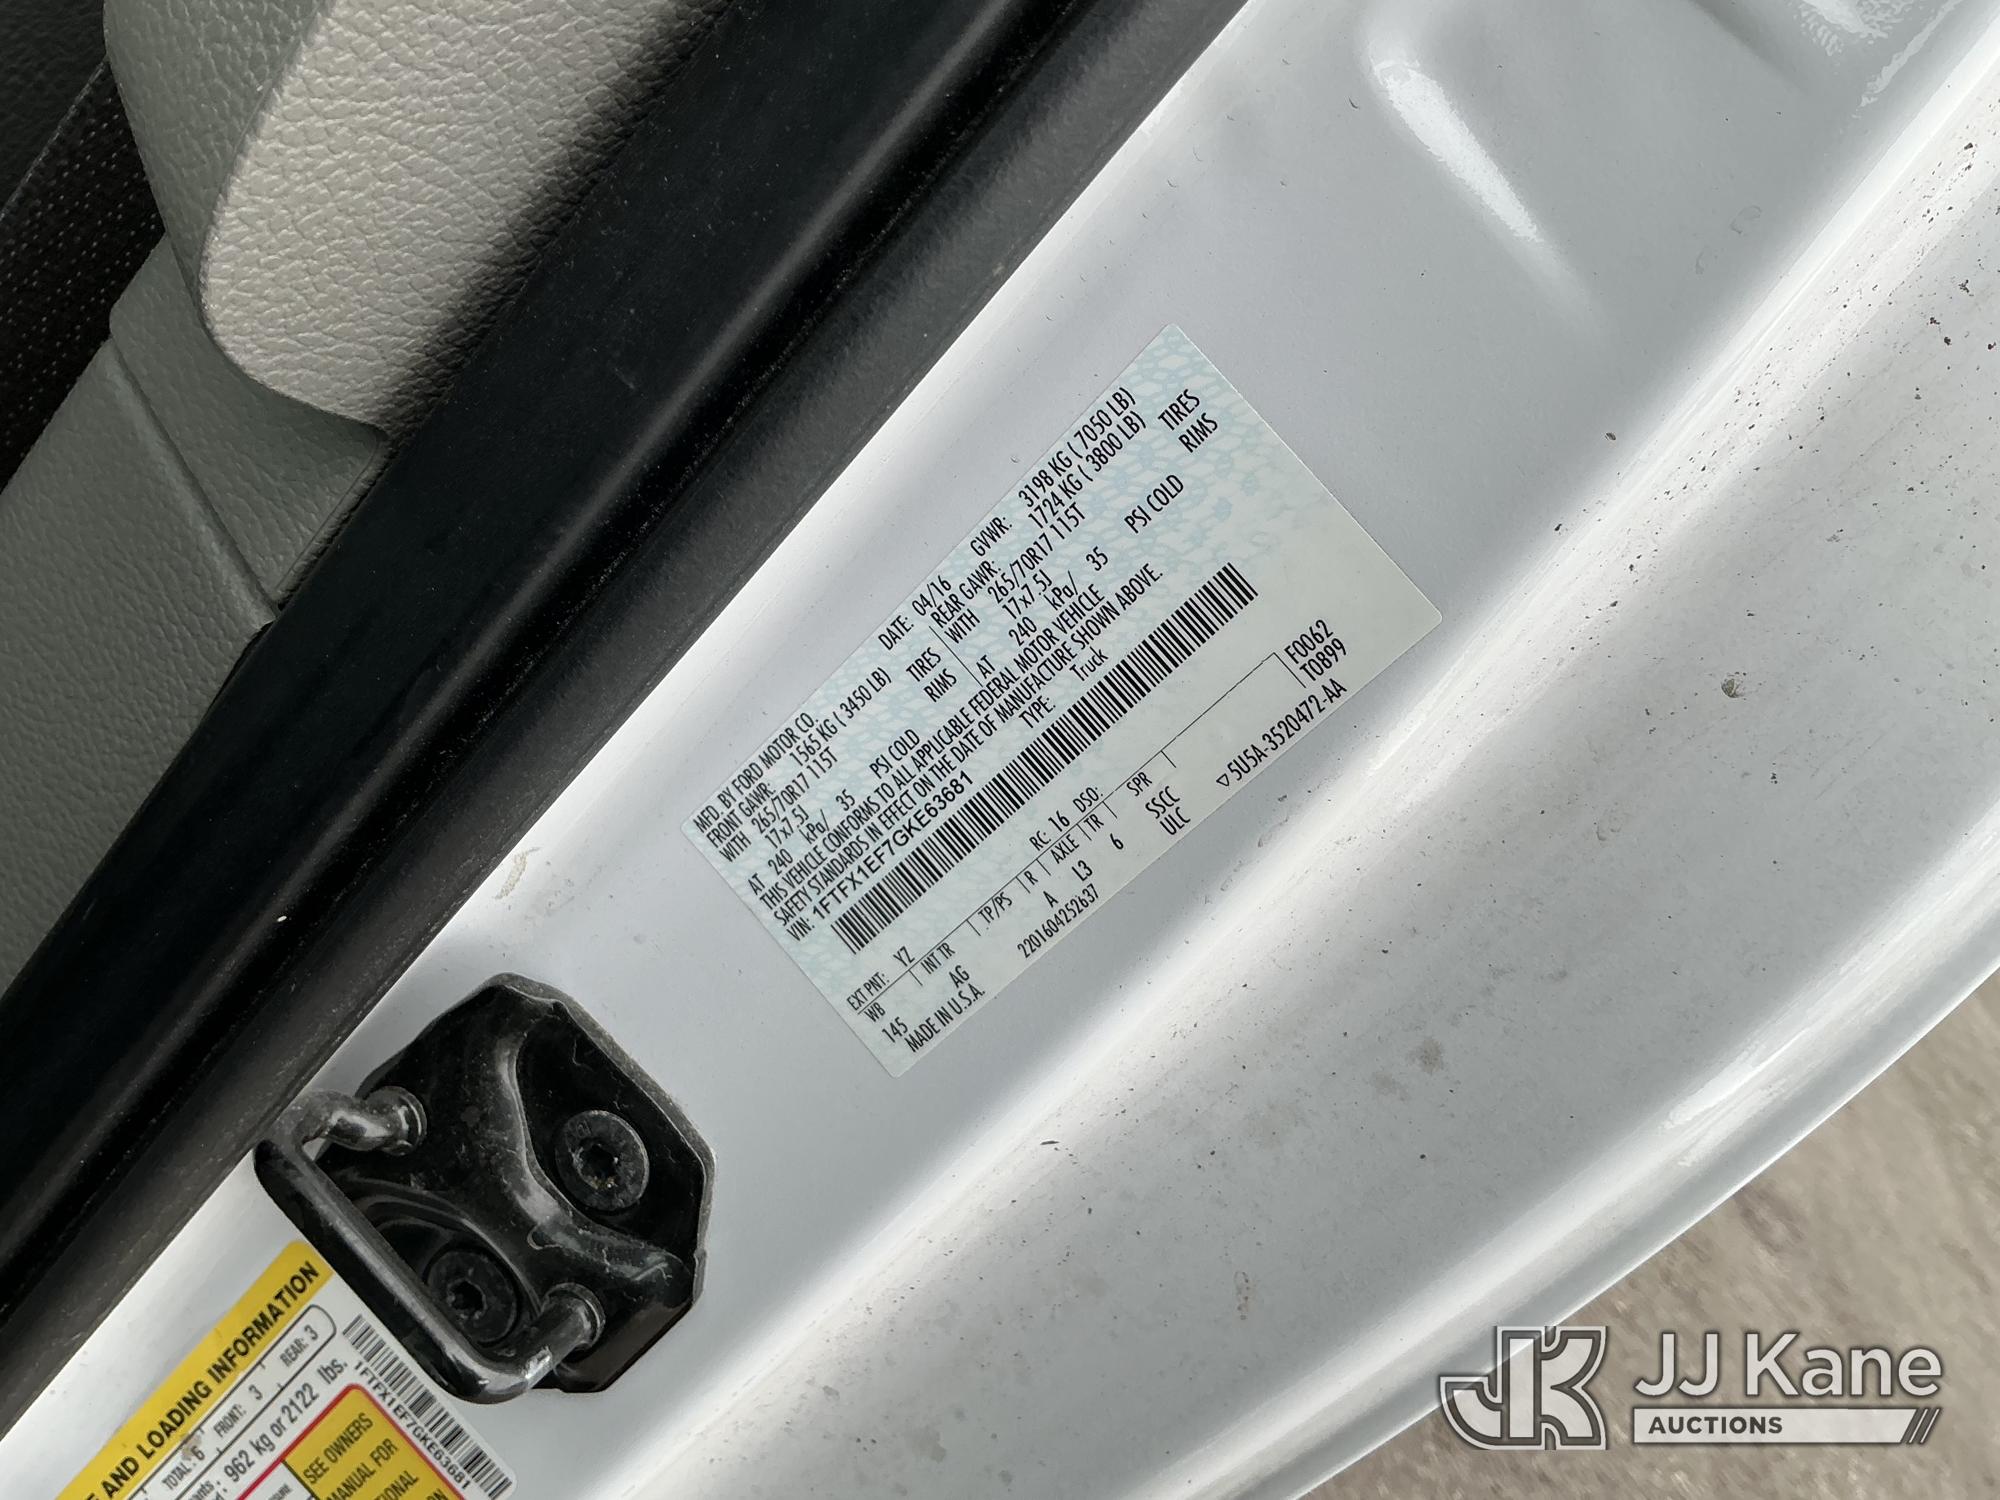 MFD. BY FORD MOTOR CO.
DATE: 04/16 GVWR: 3198 KG ( 7050 LB)
FRONT GAWR: 1565 KG ( 3450 LB) REAR GAWR: 1724 KG ( 3800 LB)
WITH 265/70R17 115T TIRES WITH 265/70R17 115T TIRES
17x7.5J RIMS 17x7.5J RIMS
AT 240 kPa/ 35 PSI COLD AT 240 kPa/ 35 PSI COLD
THIS VEHICLE CONFORMS TO ALL APPLICABLE FEDERAL MOTOR VEHICLE
SAFETY STANDARDS IN EFFECT ON THE DATE OF MANUFACTURE SHOWN ABOVE.
VIN: 1FTFX1EF7GKE63681 TYPE: Truck
F0062
T0899
EXT PNT: YZ RC: 16 DSO:
WB INT TR TP/PS R AXLE TR SPR
145 AG A L3 6 SSCC
MADE IN U.S.A. 2201604252637 ULC
▽5U5A-3520472-AA
AND LOADING INFORMATION
TOTAL: 6 FRONT: 3 REAR: 3
962 kg or 2122 lbs.
SEE OWNERS
MANUAL FOR
1FTFX1EF7GKE63681
JJ Kane
AUCTIONS